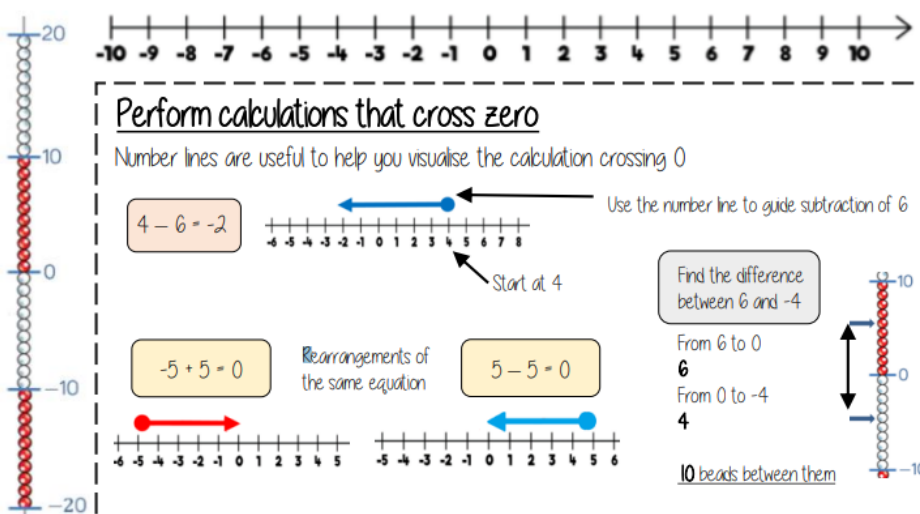 20
10
0
-10
-20
-10 -9 -8 -7 -6 -5 -4 -3 -2 -1 0 1 2 3 4 5 6 7 8 9 10
Perform calculations that cross zero
Number lines are useful to help you visualise the calculation crossing 0
4 - 6 = -2
-6 -5 -4 -3 -2 -1 0 1 2 3 4 5 6 7 8
Use the number line to guide subtraction of 6
Start at 4
-5 + 5 = 0
Rearrangements of
the same equation
5 - 5 = 0
-6 -5 -4 -3 -2 -1 0 1 2 3 4 5
-5 -4 -3 -2 -1 0 1 2 3 4 5 6
Find the difference
between 6 and -4
From 6 to 0
6
From 0 to -4
4
10 beads between them
10
0
-10